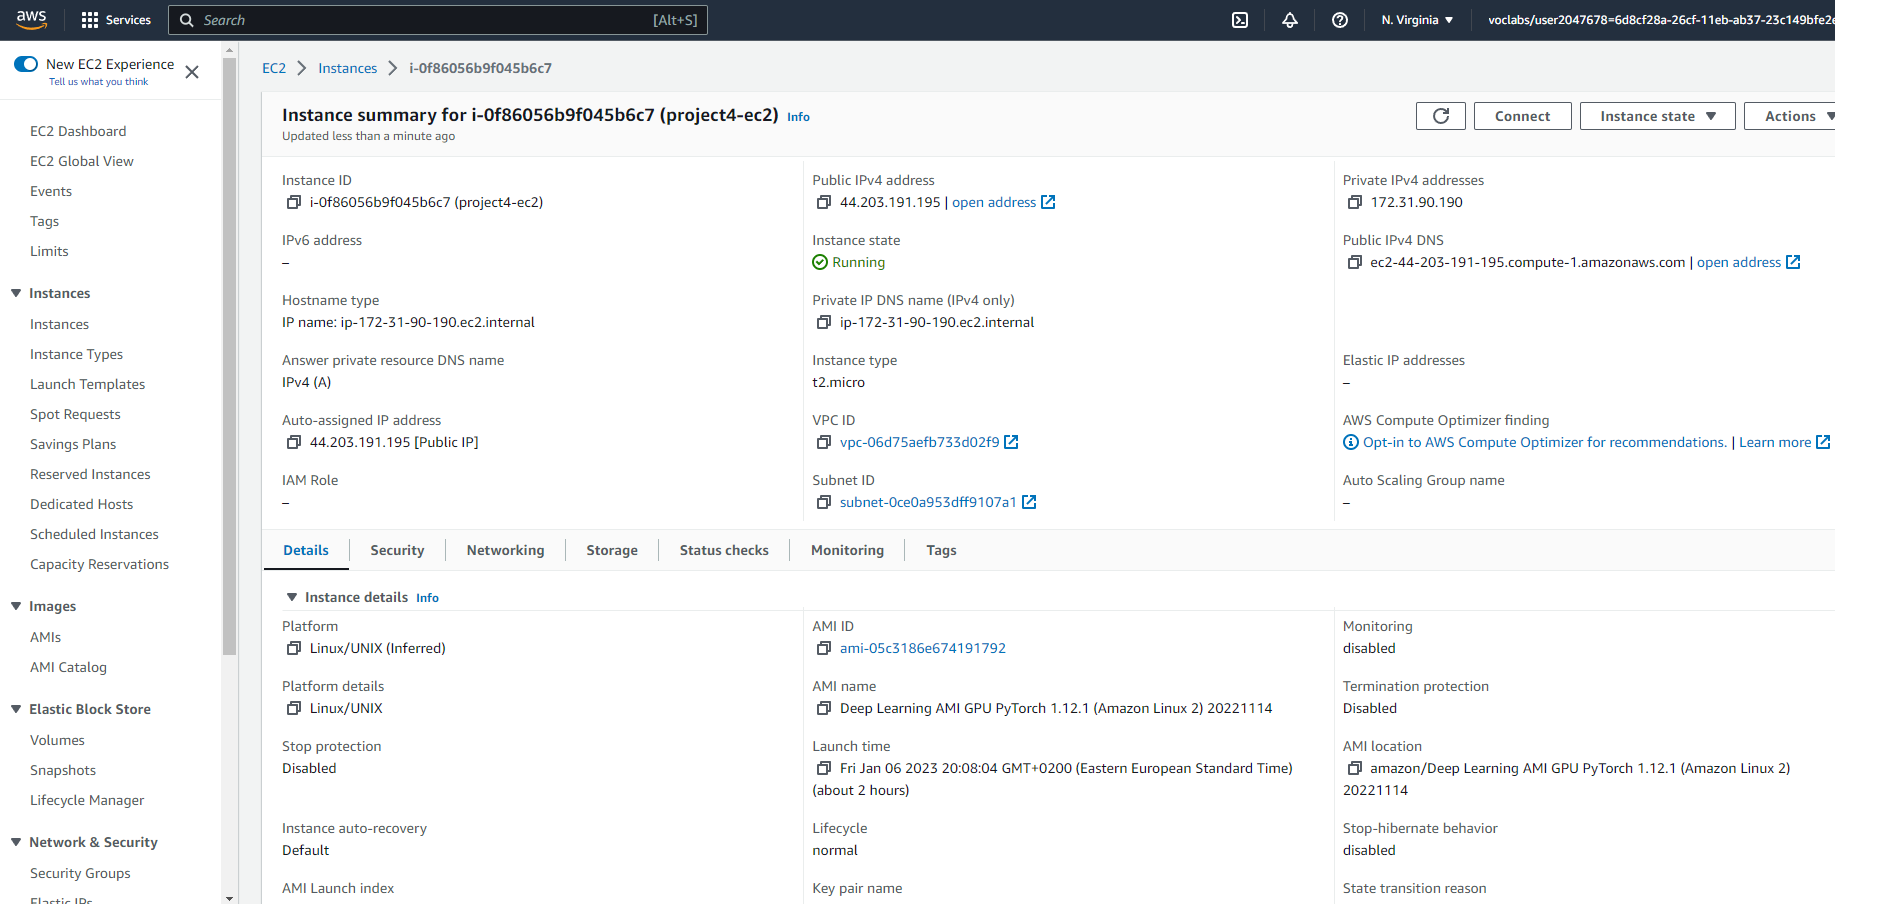 aws
Services
Search
[Alt+S]
N. Virginia
voclabs/user2047678=6d8cf28a-26cf-11eb-ab37-23c149bfe2e
New EC2 Experience
Tell us what you think
EC2 Dashboard
EC2 Global View
Events
Tags
Limits
Instances
Instances
Instance Types
Launch Templates
Spot Requests
Savings Plans
Reserved Instances
Dedicated Hosts
Scheduled Instances
Capacity Reservations
Images
AMIs
AMI Catalog
Elastic Block Store
Volumes
Snapshots
Lifecycle Manager
Network & Security
Security Groups
Elastic IPs
EC2 > Instances > i-0f86056b9f045b6c7
Instance summary for i-0f86056b9f045b6c7 (project4-ec2) Info
Updated less than a minute ago
Connect
Instance state
Actions
Instance ID
i-0f86056b9f045b6c7 (project4-ec2)
Public IPv4 address
44.203.191.195 | open address
Private IPv4 addresses
172.31.90.190
IPv6 address
–
Instance state
Running
Public IPv4 DNS
ec2-44-203-191-195.compute-1.amazonaws.com | open address
Hostname type
IP name: ip-172-31-90-190.ec2.internal
Private IP DNS name (IPv4 only)
ip-172-31-90-190.ec2.internal
Answer private resource DNS name
IPv4 (A)
Instance type
t2.micro
Elastic IP addresses
–
Auto-assigned IP address
44.203.191.195 [Public IP]
VPC ID
vpc-06d75aefb733d02f9
AWS Compute Optimizer finding
Opt-in to AWS Compute Optimizer for recommendations. | Learn more
IAM Role
–
Subnet ID
subnet-0ce0a953dff9107a1
Auto Scaling Group name
–
Details
Security
Networking
Storage
Status checks
Monitoring
Tags
Instance details Info
Platform
Linux/UNIX (Inferred)
AMI ID
ami-05c3186e674191792
Monitoring
disabled
Platform details
Linux/UNIX
AMI name
Deep Learning AMI GPU PyTorch 1.12.1 (Amazon Linux 2) 20221114
Termination protection
Disabled
Stop protection
Disabled
Launch time
Fri Jan 06 2023 20:08:04 GMT+0200 (Eastern European Standard Time)
(about 2 hours)
AMI location
amazon/Deep Learning AMI GPU PyTorch 1.12.1 (Amazon Linux 2)
20221114
Instance auto-recovery
Default
Lifecycle
normal
Stop-hibernate behavior
disabled
AMI Launch index
Key pair name
State transition reason